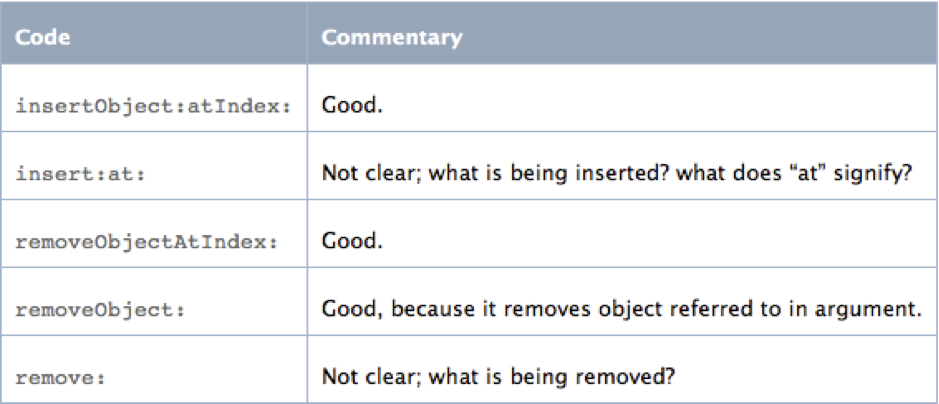 Code Commentary
insertObject:atIndex: Good.
insert:at: Not clear; what is being inserted? what does “at” signify?
removeObjectAtIndex: Good.
removeObject: Good, because it removes object referred to in argument.
remove: Not clear; what is being removed?